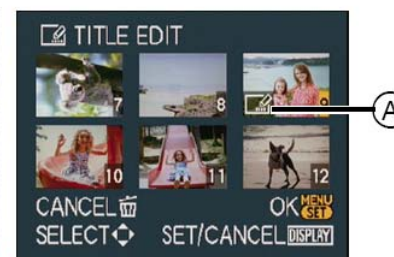 TITLE EDIT
7 8 9
10 11 12
A
CANCEL OK MENU SET
SELECT SET/CANCEL DISPLAY